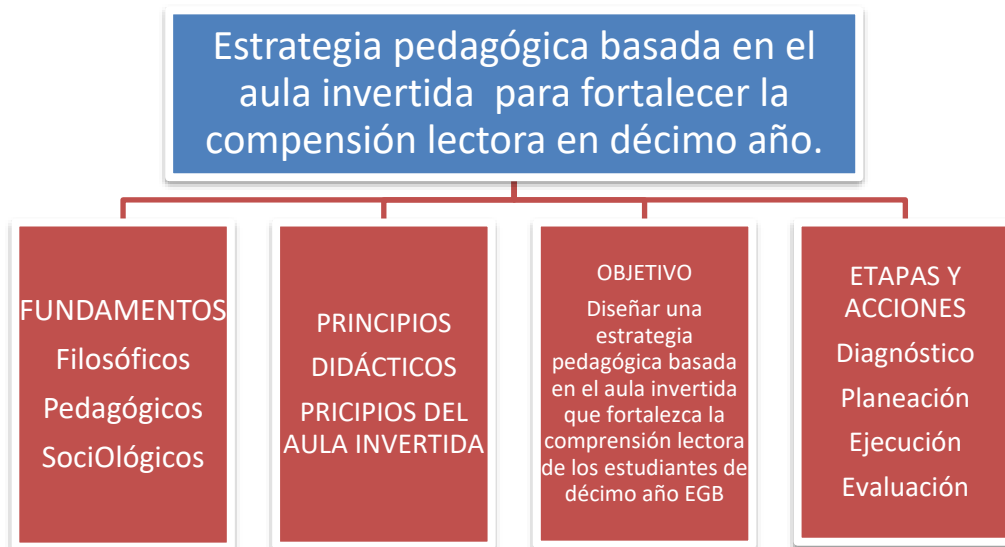 Estrategia pedagógica basada en el
aula invertida para fortalecer la
compensión lectora en décimo año.
FUNDAMENTOS
Filosóficos
Pedagógicos
SociOlógicos
PRINCIPIOS
DIDÁCTICOS
PRICIPIOS DEL
AULA INVERTIDA
OBJETIVO
Diseñar una
estrategia
pedagógica basada
en el aula invertida
que fortalezca la
comprensión lectora
de los estudiantes de
décimo año EGB
ETAPAS Y
ACCIONES
Diagnóstico
Planeación
Ejecución
Evaluación